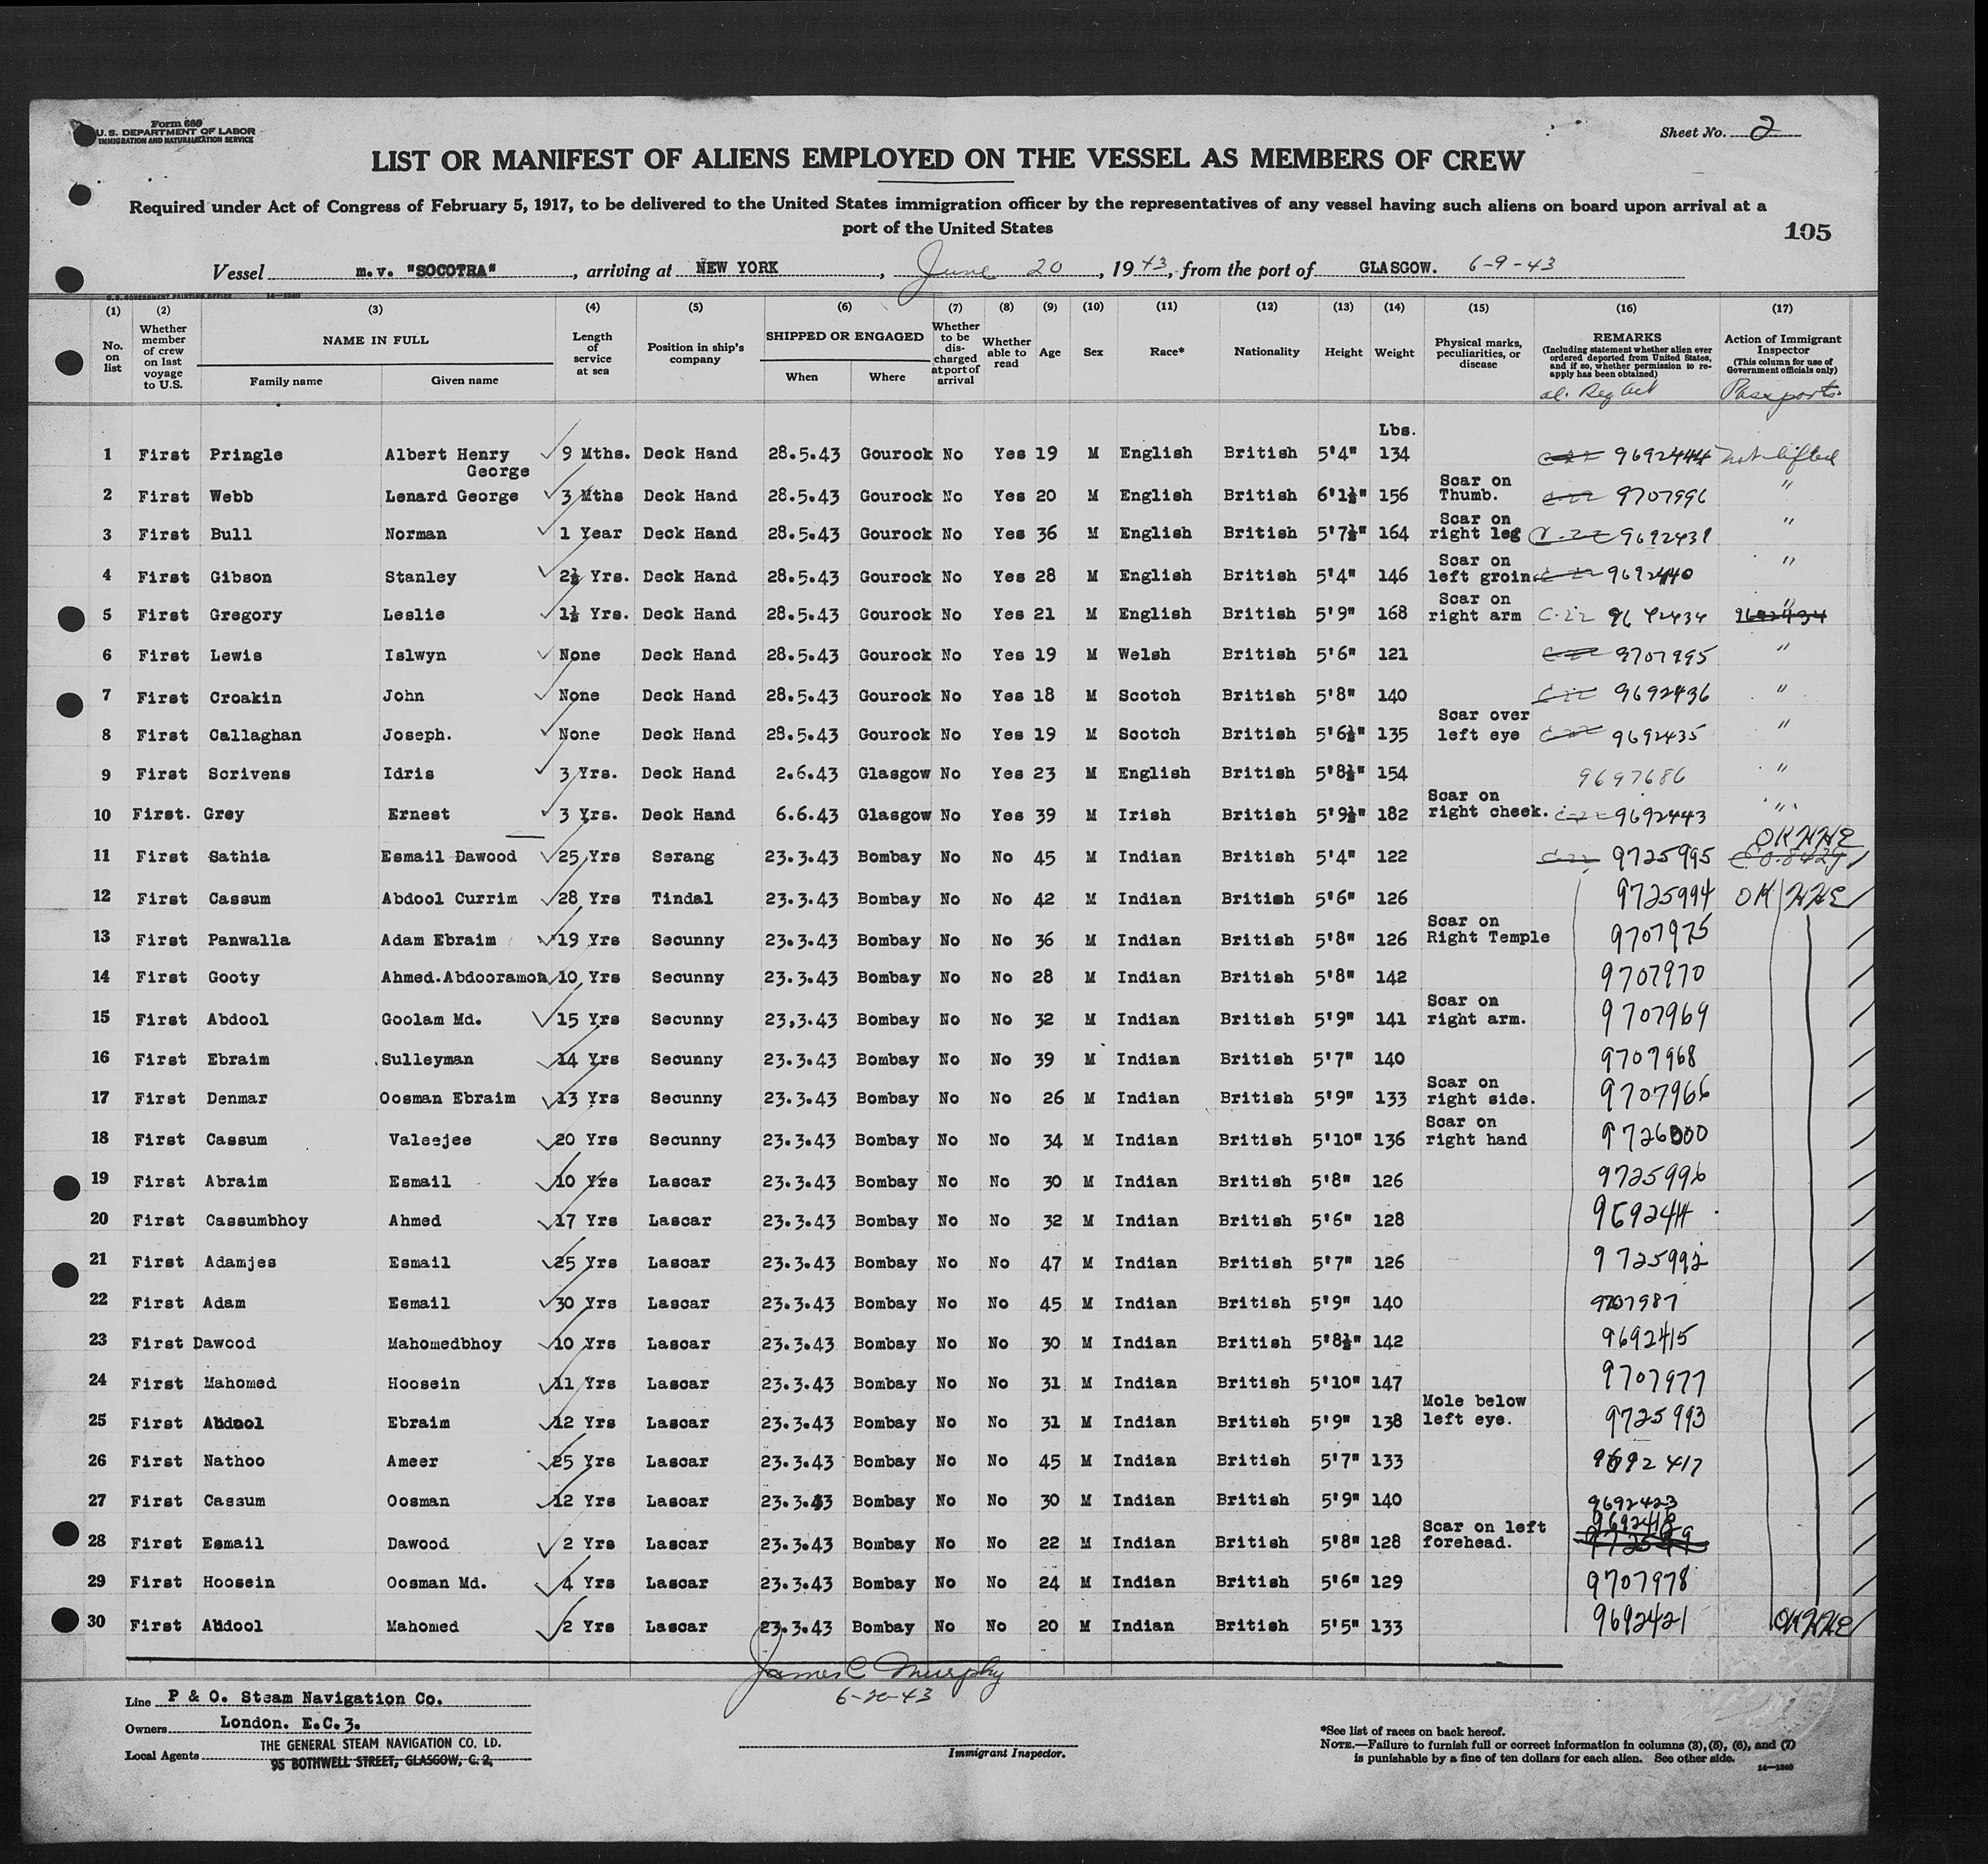 Form 680
U. S. DEPARTMENT OF LABOR
IMMIGRATION AND NATURALIZATION SERVICE
Sheet No. 2
LIST OR MANIFEST OF ALIENS EMPLOYED ON THE VESSEL AS MEMBERS OF CREW
Required under Act of Congress of February 5, 1917, to be delivered to the United States immigration officer by the representatives of any vessel having such aliens on board upon arrival at a
port of the United States
105
Vessel m.v. "SOCOTRA", arriving at NEW YORK, June 20, 1943, from the port of GLASGOW. 6-9-43
U.S. GOVERNMENT PRINTING OFFICE
(1) (2) (3) (4) (5) (6) (7) (8) (9) (10) (11) (12) (13) (14) (15) (16) (17)
No. on list
Whether member of crew on last voyage to U.S.
NAME IN FULL
Family name
Given name
Length of service at sea
Position in ship's company
SHIPPED OR ENGAGED
When
Where
Whether to be discharged at port of arrival
Whether able to read
Age
Sex
Race*
Nationality
Height
Weight
Physical marks, peculiarities, or disease
REMARKS
(Including statement whether alien ever ordered deported from United States, and if so, whether permission to reapply has been obtained)
al. Reg Act
Action of Immigrant Inspector
(This column for use of Government officials only)
Passports
Lbs.
1 First Pringle Albert Henry George 9 Mths. Deck Hand 28.5.43 Gourock No Yes 19 M English British 5'4" 134 9692444 not lifted
2 First Webb Lenard George 3 Mths Deck Hand 28.5.43 Gourock No Yes 20 M English British 6'1½" 156 Scar on Thumb. C-22 9707996 "
3 First Bull Norman 1 Year Deck Hand 28.5.43 Gourock No Yes 36 M English British 5'7½" 164 Scar on right leg C-22 9692439 "
4 First Gibson Stanley 2½ Yrs. Deck Hand 28.5.43 Gourock No Yes 28 M English British 5'4" 146 Scar on left groin. C-22 9692440 "
5 First Gregory Leslie 1½ Yrs. Deck Hand 28.5.43 Gourock No Yes 21 M English British 5'9" 168 Scar on right arm C-22 9692434 " 9692434
6 First Lewis Islwyn None Deck Hand 28.5.43 Gourock No Yes 19 M Welsh British 5'6" 121 C-22 9707995 "
7 First Croakin John None Deck Hand 28.5.43 Gourock No Yes 18 M Scotch British 5'8" 140 C-22 9692436 "
8 First Callaghan Joseph. None Deck Hand 28.5.43 Gourock No Yes 19 M Scotch British 5'6½" 135 Scar over left eye C-22 9692435 "
9 First Scrivens Idris 3 Yrs. Deck Hand 2.6.43 Glasgow No Yes 23 M English British 5'8½" 154 9697686 "
10 First. Grey Ernest 3 Yrs. Deck Hand 6.6.43 Glasgow No Yes 39 M Irish British 5'9½" 182 Scar on right cheek. C-22 9692443 "
11 First Sathia Esmail Dawood 25 Yrs Serang 23.3.43 Bombay No No 45 M Indian British 5'4" 122 C-22 9725995 OK HHE
12 First Cassum Abdool Currim 28 Yrs Tindal 23.3.43 Bombay No No 42 M Indian British 5'6" 126 9725994 OK HHE
13 First Panwalla Adam Ebraim 19 Yrs Secunny 23.3.43 Bombay No No 36 M Indian British 5'8" 126 Scar on Right Temple 9707975
14 First Gooty Ahmed.Abdooramon 10 Yrs Secunny 23.3.43 Bombay No No 28 M Indian British 5'8" 142 9707970
15 First Abdool Goolam Md. 15 Yrs Secunny 23,3.43 Bombay No No 32 M Indian British 5'9" 141 Scar on right arm. 9707969
16 First Ebraim Sulleyman 14 Yrs Secunny 23.3.43 Bombay No No 39 M Indian British 5'7" 140 9707968
17 First Denmar Oosman Ebraim 13 Yrs Secunny 23.3.43 Bombay No No 26 M Indian British 5'9" 133 Scar on right side. 9707966
18 First Cassum Valeejee 20 Yrs Secunny 23.3.43 Bombay No No 34 M Indian British 5'10" 136 Scar on right hand 9726000
19 First Abraim Esmail 10 Yrs Lascar 23.3.43 Bombay No No 30 M Indian British 5'8" 126 9725996
20 First Cassumbhoy Ahmed 17 Yrs Lascar 23.3.43 Bombay No No 32 M Indian British 5'6" 128
21 First Adamjes Esmail 25 Yrs Lascar 23.3.43 Bombay No No 47 M Indian British 5'7" 126 9725992
22 First Adam Esmail 30 Yrs Lascar 23.3.43 Bombay No No 45 M Indian British 5'9" 140 9707987
23 First Dawood Mahomedbhoy 10 Yrs Lascar 23.3.43 Bombay No No 30 M Indian British 5'8½" 142 9692415
24 First Mahomed Hoosein 11 Yrs Lascar 23.3.43 Bombay No No 31 M Indian British 5'10" 147 9707977
25 First Abdool Ebraim 12 Yrs Lascar 23.3.43 Bombay No No 31 M Indian British 5'9" 138 Mole below left eye. 9725993
26 First Nathoo Ameer 25 Yrs Lascar 23.3.43 Bombay No No 45 M Indian British 5'7" 133 9692417
27 First Cassum Oosman 12 Yrs Lascar 23.3.43 Bombay No No 30 M Indian British 5'9" 140 9692423
28 First Esmail Dawood 2 Yrs Lascar 23.3.43 Bombay No No 22 M Indian British 5'8" 128 Scar on left forehead. 9692418
29 First Hoosein Oosman Md. 4 Yrs Lascar 23.3.43 Bombay No No 24 M Indian British 5'6" 129 9707978
30 First Abdool Mahomed 2 Yrs Lascar 23.3.43 Bombay No No 20 M Indian British 5'5" 133 9692421 OK HHE
James C Murphy
6-20-43
Immigrant Inspector.
Line P & O. Steam Navigation Co.
Owners London. E.C.3.
Local Agents THE GENERAL STEAM NAVIGATION CO. LD.
95 BOTHWELL STREET, GLASGOW, C. 2,
*See list of races on back hereof.
NOTE.—Failure to furnish full or correct information in columns (3), (5), (6), and (7)
is punishable by a fine of ten dollars for each alien. See other side.